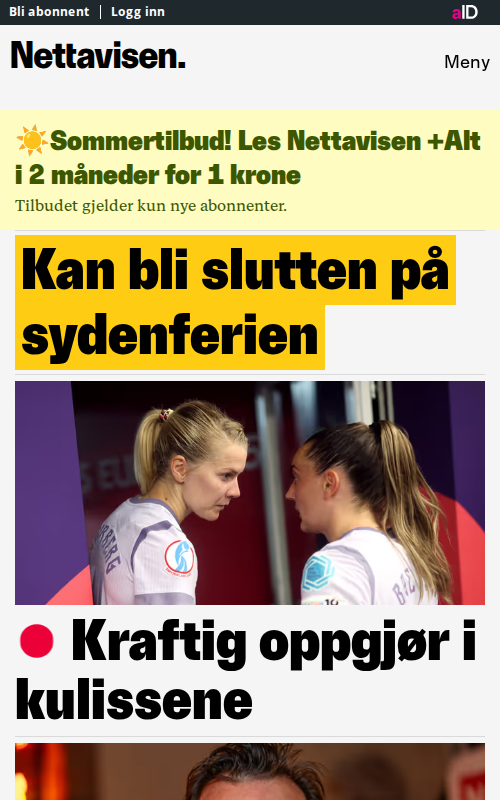 Bli abonnent
Logg inn
aID
Nettavisen.
Meny
Sommertilbud! Les Nettavisen +Alt
i 2 måneder for 1 krone
Tilbudet gjelder kun nye abonnenter.
Kan bli slutten på
sydenferien
Kraftig oppgjør i
kulissene